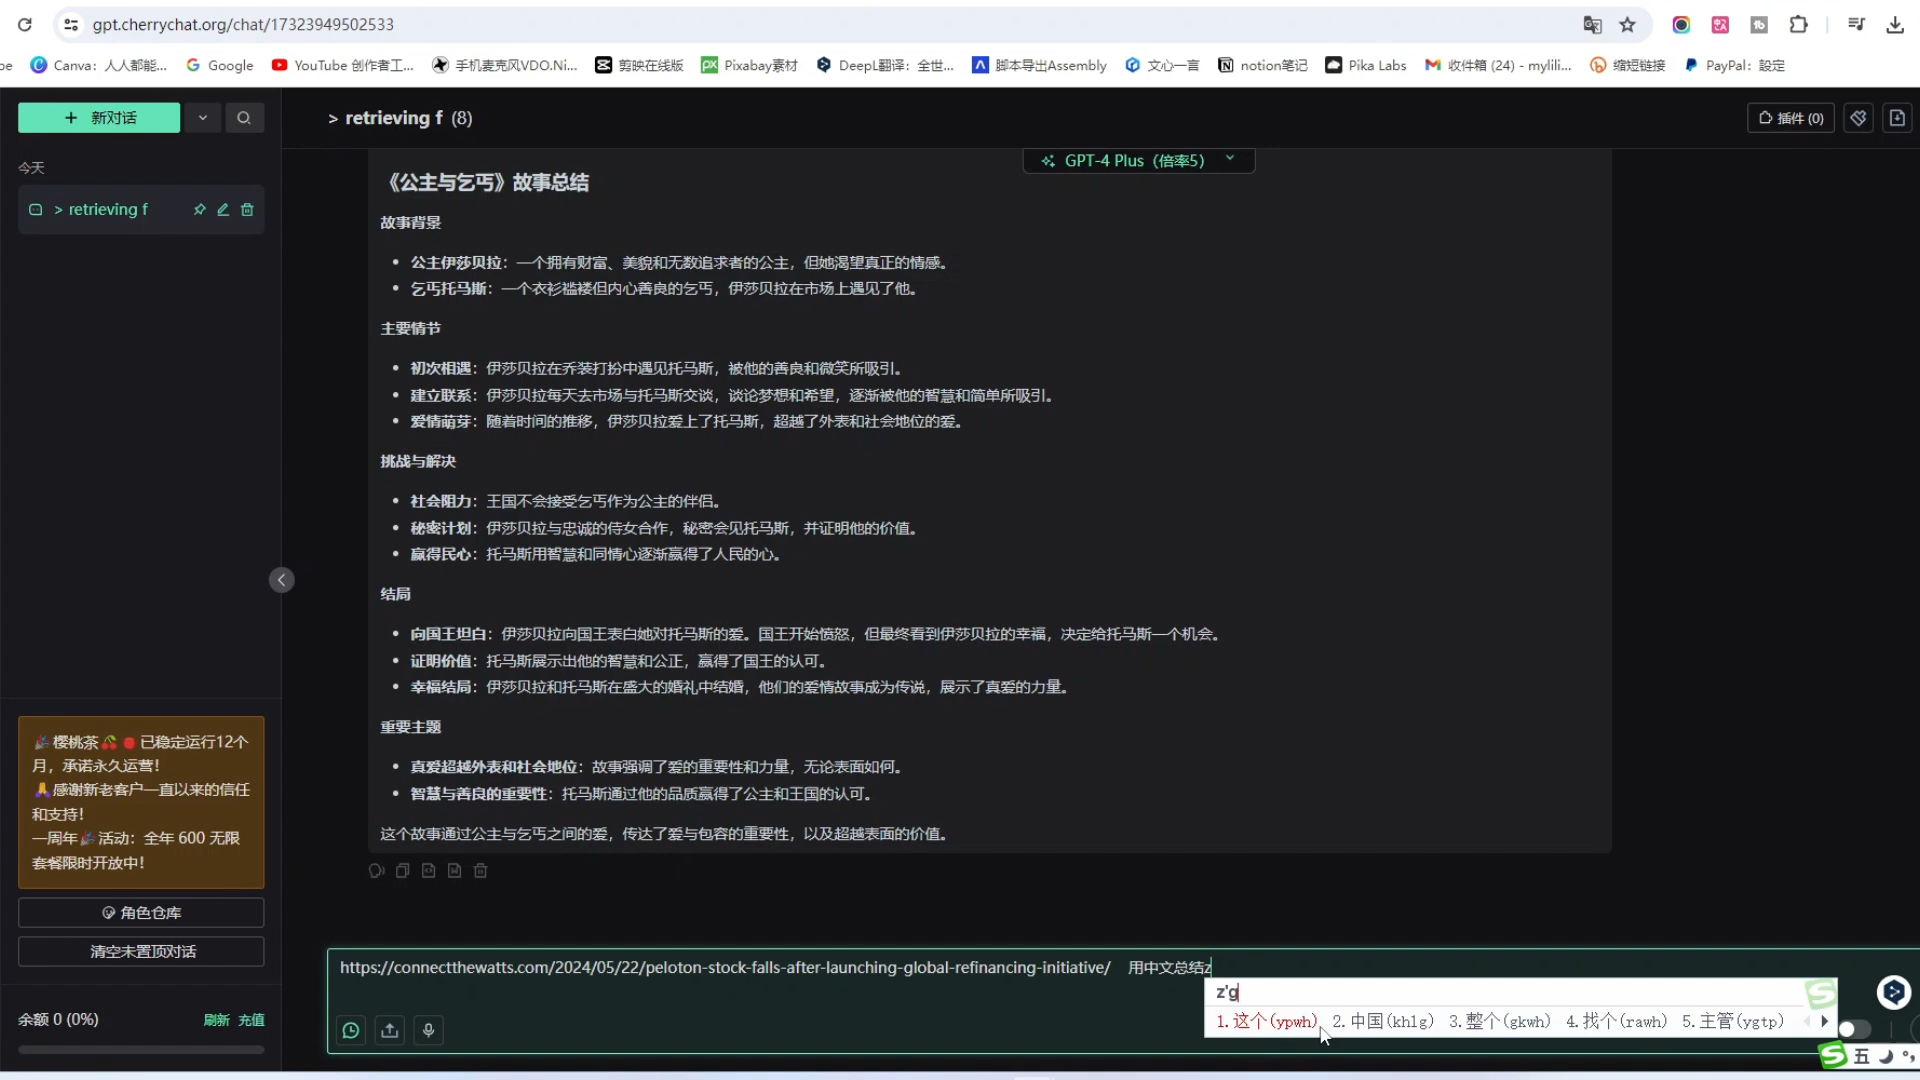 gpt.cherrychat.org/chat/17323949502533
be
Canva：人人都能...
Google
YouTube 创作者工...
手机麦克风VDO.Ni...
剪映在线版
Pixabay素材
DeepL翻译：全世...
脚本导出Assembly
文心一言
notion笔记
Pika Labs
收件箱 (24) - mylili...
缩短链接
PayPal：設定
+ 新对话
> retrieving f (8)
插件 (0)
今天
> retrieving f
GPT-4 Plus（倍率5）
《公主与乞丐》故事总结
故事背景
• 公主伊莎贝拉：一个拥有财富、美貌和无数追求者的公主，但她渴望真正的情感。
• 乞丐托马斯：一个衣衫褴褛但内心善良的乞丐，伊莎贝拉在市场上遇见了他。
主要情节
• 初次相遇：伊莎贝拉在乔装打扮中遇见托马斯，被他的善良和微笑所吸引。
• 建立联系：伊莎贝拉每天去市场与托马斯交谈，谈论梦想和希望，逐渐被他的智慧和简单所吸引。
• 爱情萌芽：随着时间的推移，伊莎贝拉爱上了托马斯，超越了外表和社会地位的爱。
挑战与解决
• 社会阻力：王国不会接受乞丐作为公主的伴侣。
• 秘密计划：伊莎贝拉与忠诚的侍女合作，秘密会见托马斯，并证明他的价值。
• 赢得民心：托马斯用智慧和同情心逐渐赢得了人民的心。
结局
• 向国王坦白：伊莎贝拉向国王表白她对托马斯的爱。国王开始愤怒，但最终看到伊莎贝拉的幸福，决定给托马斯一个机会。
• 证明价值：托马斯展示出他的智慧和公正，赢得了国王的认可。
• 幸福结局：伊莎贝拉和托马斯在盛大的婚礼中结婚，他们的爱情故事成为传说，展示了真爱的力量。
重要主题
• 真爱超越外表和社会地位：故事强调了爱的重要性和力量，无论表面如何。
• 智慧与善良的重要性：托马斯通过他的品质赢得了公主和王国的认可。
这个故事通过公主与乞丐之间的爱，传达了爱与包容的重要性，以及超越表面的价值。
🎉樱桃茶🍒🔴已稳定运行12个
月，承诺永久运营！
🙏感谢新老客户一直以来的信任
和支持！
一周年🎉活动：全年 600 无限
套餐限时开放中！
角色仓库
清空未置顶对话
余额 0 (0%)
刷新 充值
https://connectthewatts.com/2024/05/22/peloton-stock-falls-after-launching-global-refinancing-initiative/ 用中文总结z
z'g
1.这个(ypwh) 2.中国(khlg) 3.整个(gkwh) 4.找个(rawh) 5.主管(ygtp)
五